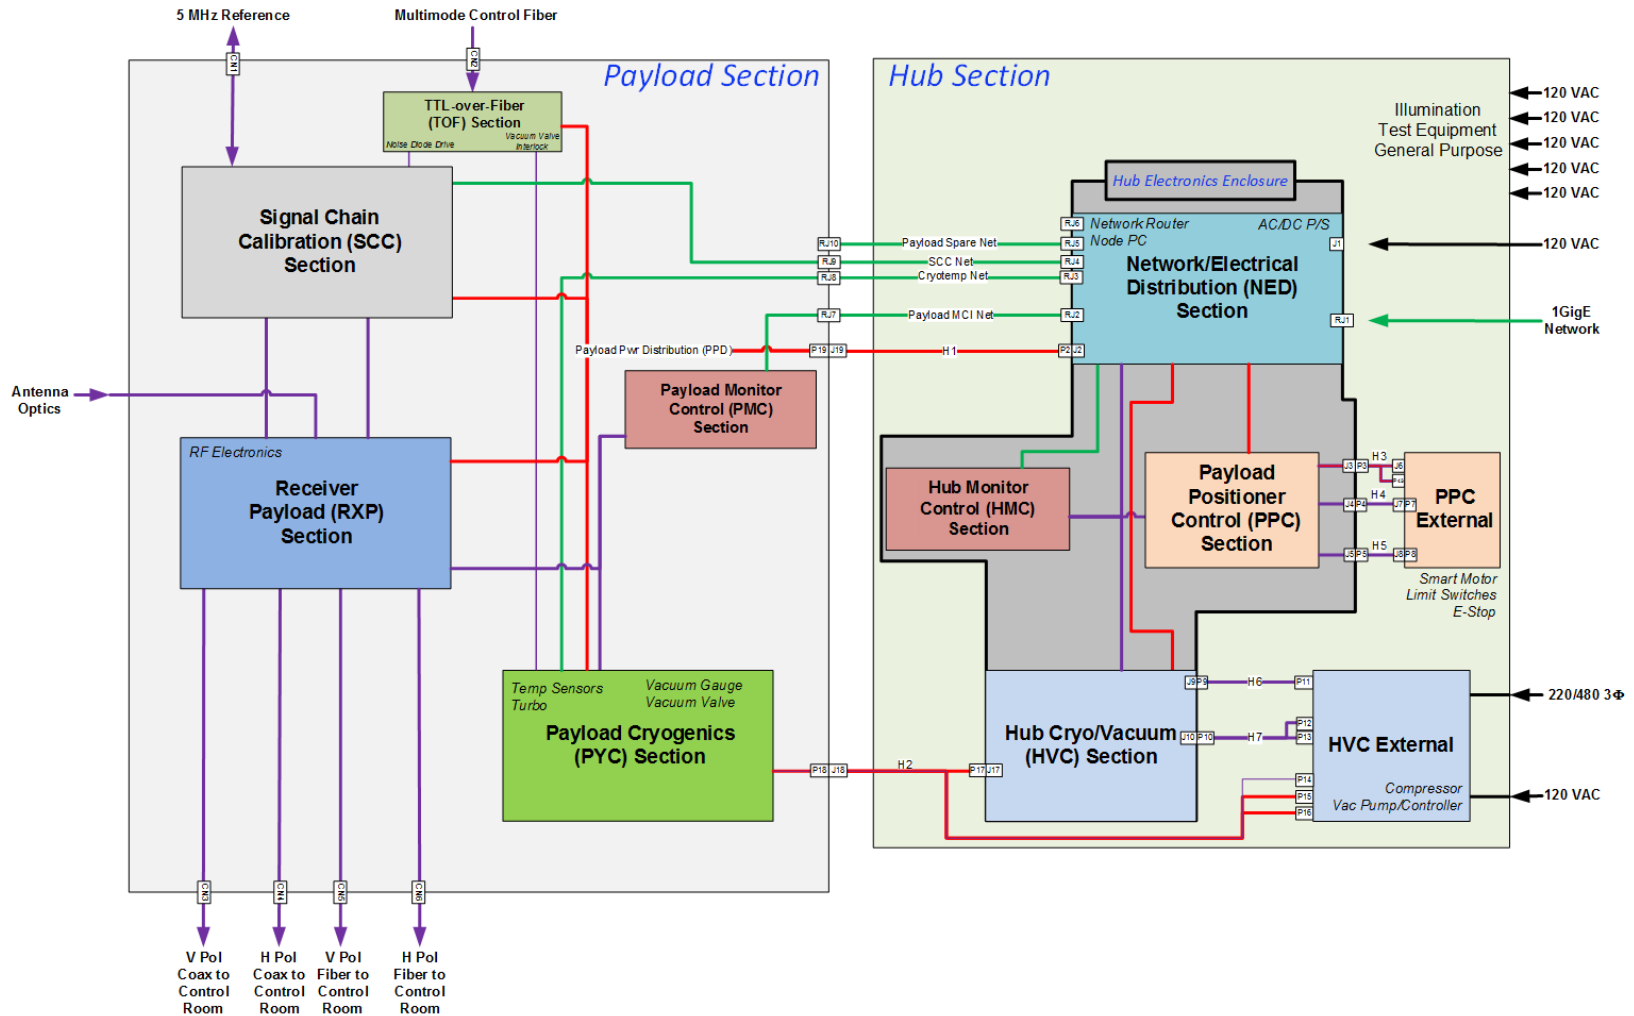 5 MHz Reference
Multimode Control Fiber
CN1
CN2
Payload Section
TTL-over-Fiber
(TOF) Section
Noise Diode Drive
Vacuum Valve
Interlock
Signal Chain
Calibration (SCC)
Section
Antenna
Optics
RF Electronics
Receiver
Payload (RXP)
Section
Payload Pwr Distribution (PPD)
Payload Monitor
Control (PMC)
Section
Temp Sensors
Turbo
Vacuum Gauge
Vacuum Valve
Payload Cryogenics
(PYC) Section
RJ10
RJ9
RJ8
RJ7
P19
J19
P18
J18
CN3
CN4
CN5
CN6
V Pol
Coax to
Control
Room
H Pol
Coax to
Control
Room
V Pol
Fiber to
Control
Room
H Pol
Fiber to
Control
Room
Hub Section
Illumination
Test Equipment
General Purpose
120 VAC
120 VAC
120 VAC
120 VAC
120 VAC
120 VAC
1GigE
Network
Hub Electronics Enclosure
RJ6
RJ5
RJ4
RJ3
RJ2
P2
J2
Network Router
Node PC
AC/DC P/S
J1
RJ1
Network/Electrical
Distribution (NED)
Section
Payload Spare Net
SCC Net
Cryotemp Net
Payload MCI Net
H1
Hub Monitor
Control (HMC)
Section
Payload
Positioner
Control (PPC)
Section
J3
P3
H3
J6
J4
P4
H4
J7
P7
J5
P5
H5
J8
P8
PPC
External
Smart Motor
Limit Switches
E-Stop
Hub Cryo/Vacuum
(HVC) Section
J9
P9
H6
P11
J10
P10
H7
P12
P13
P14
P15
P16
H2
P17
J17
HVC External
Compressor
Vac Pump/Controller
220/480 3Φ
120 VAC